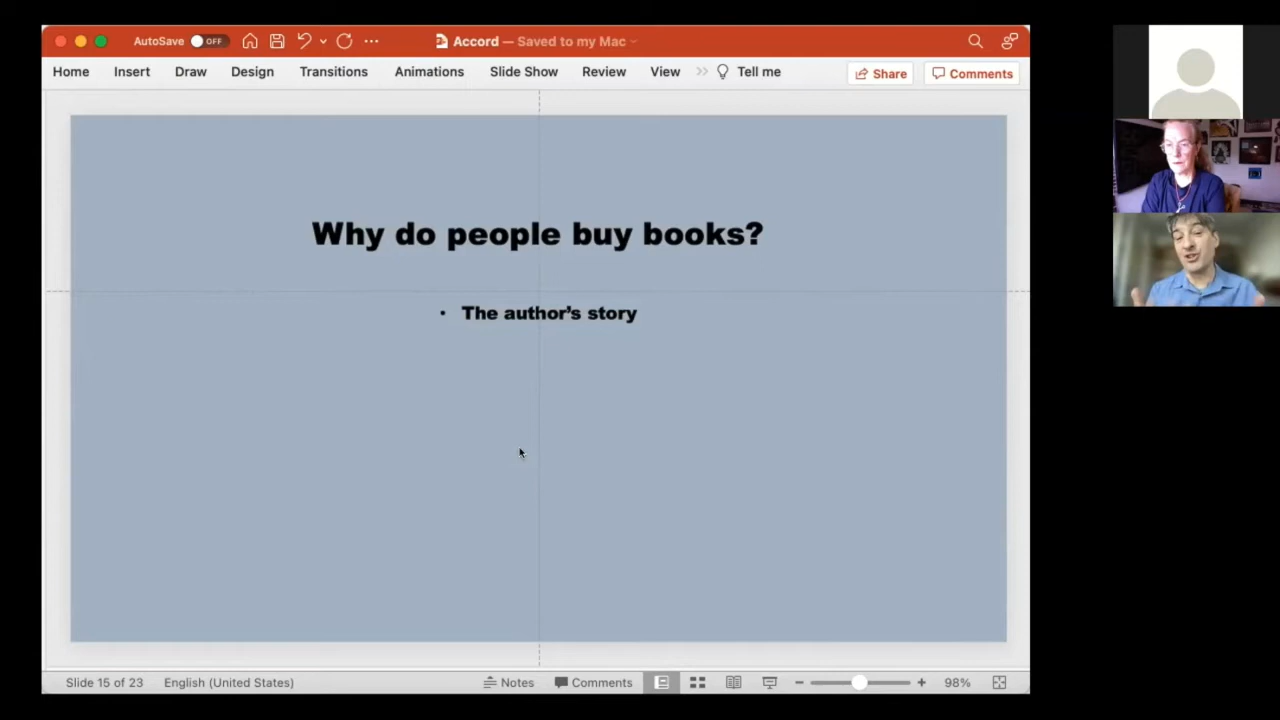 AutoSave OFF Accord — Saved to my Mac
Home Insert Draw Design Transitions Animations Slide Show Review View Tell me Share Comments
Why do people buy books?
• The author’s story
Slide 15 of 23 English (United States) Notes Comments 98%